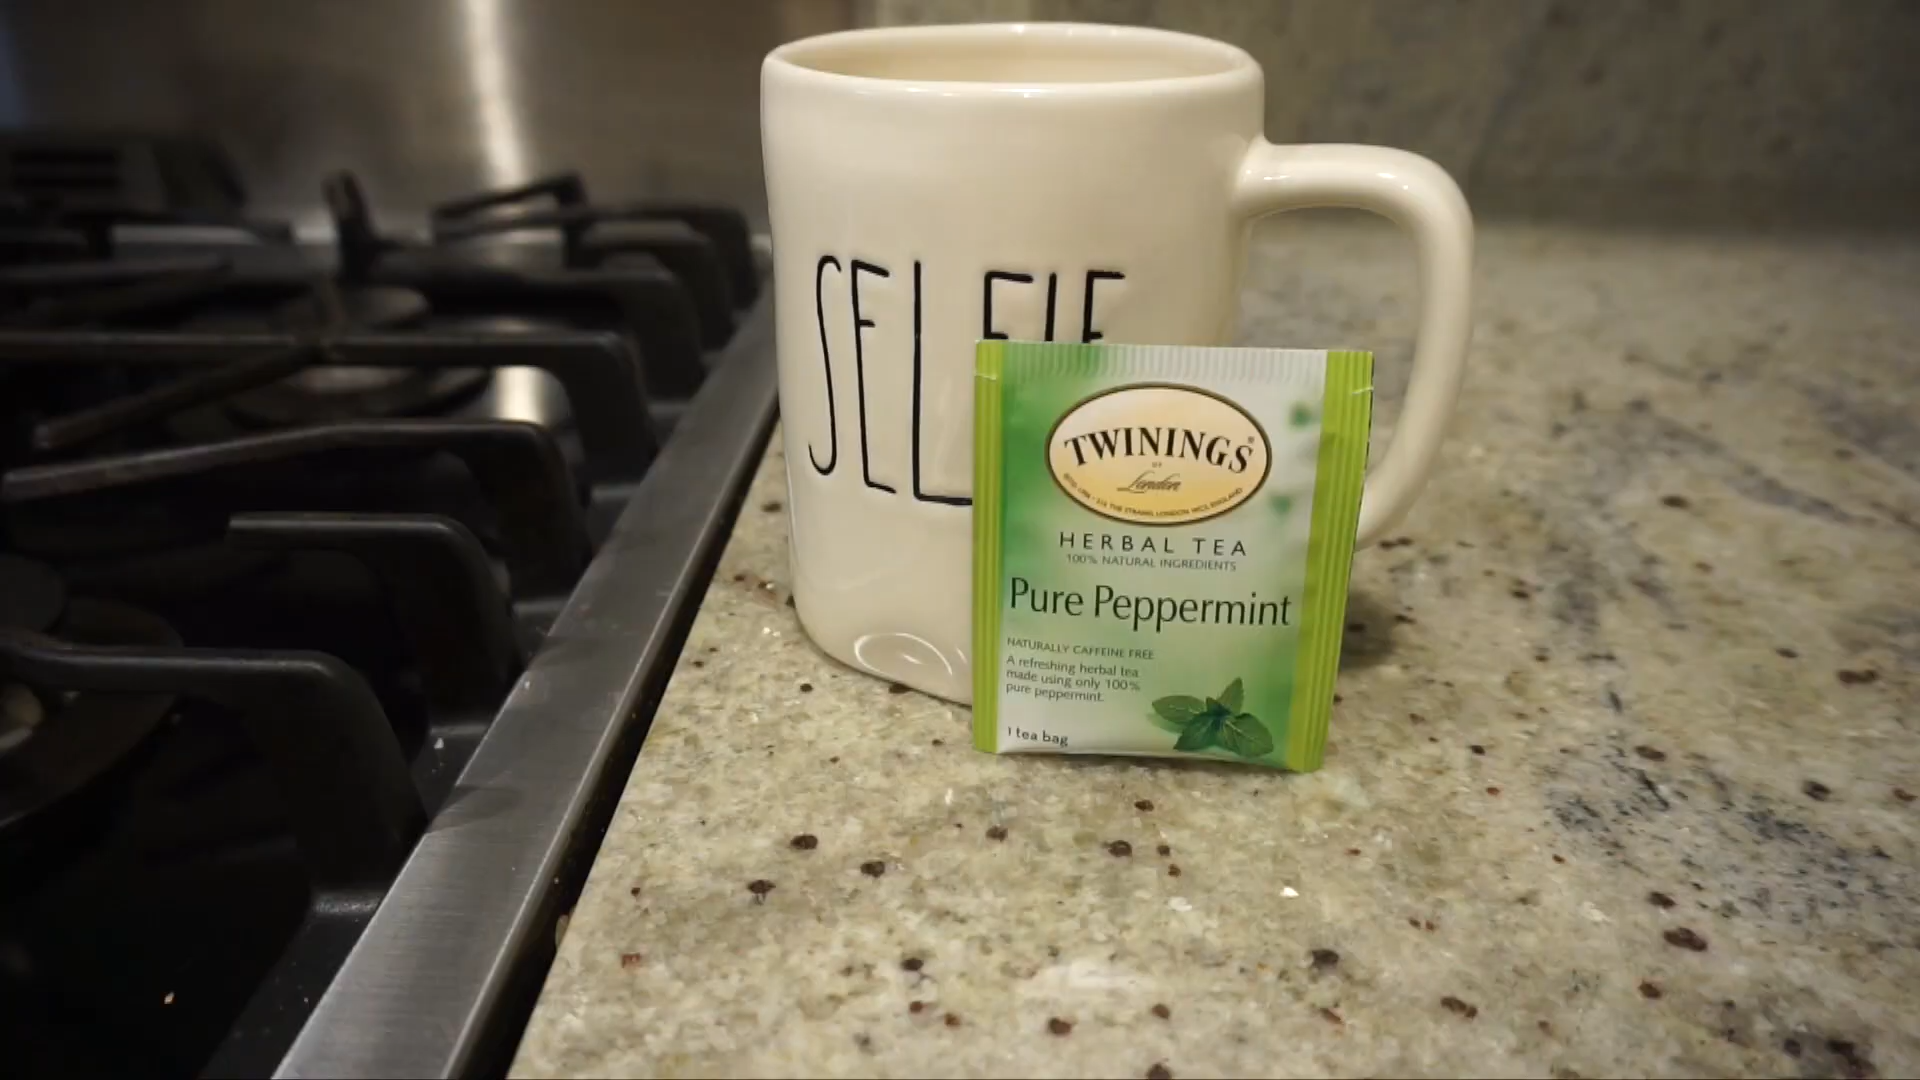 SELFIE
TWININGS®
OF
London
HERBAL TEA
100% NATURAL INGREDIENTS
Pure Peppermint
NATURALLY CAFFEINE FREE
A refreshing herbal tea
made using only 100%
pure peppermint.
1 tea bag